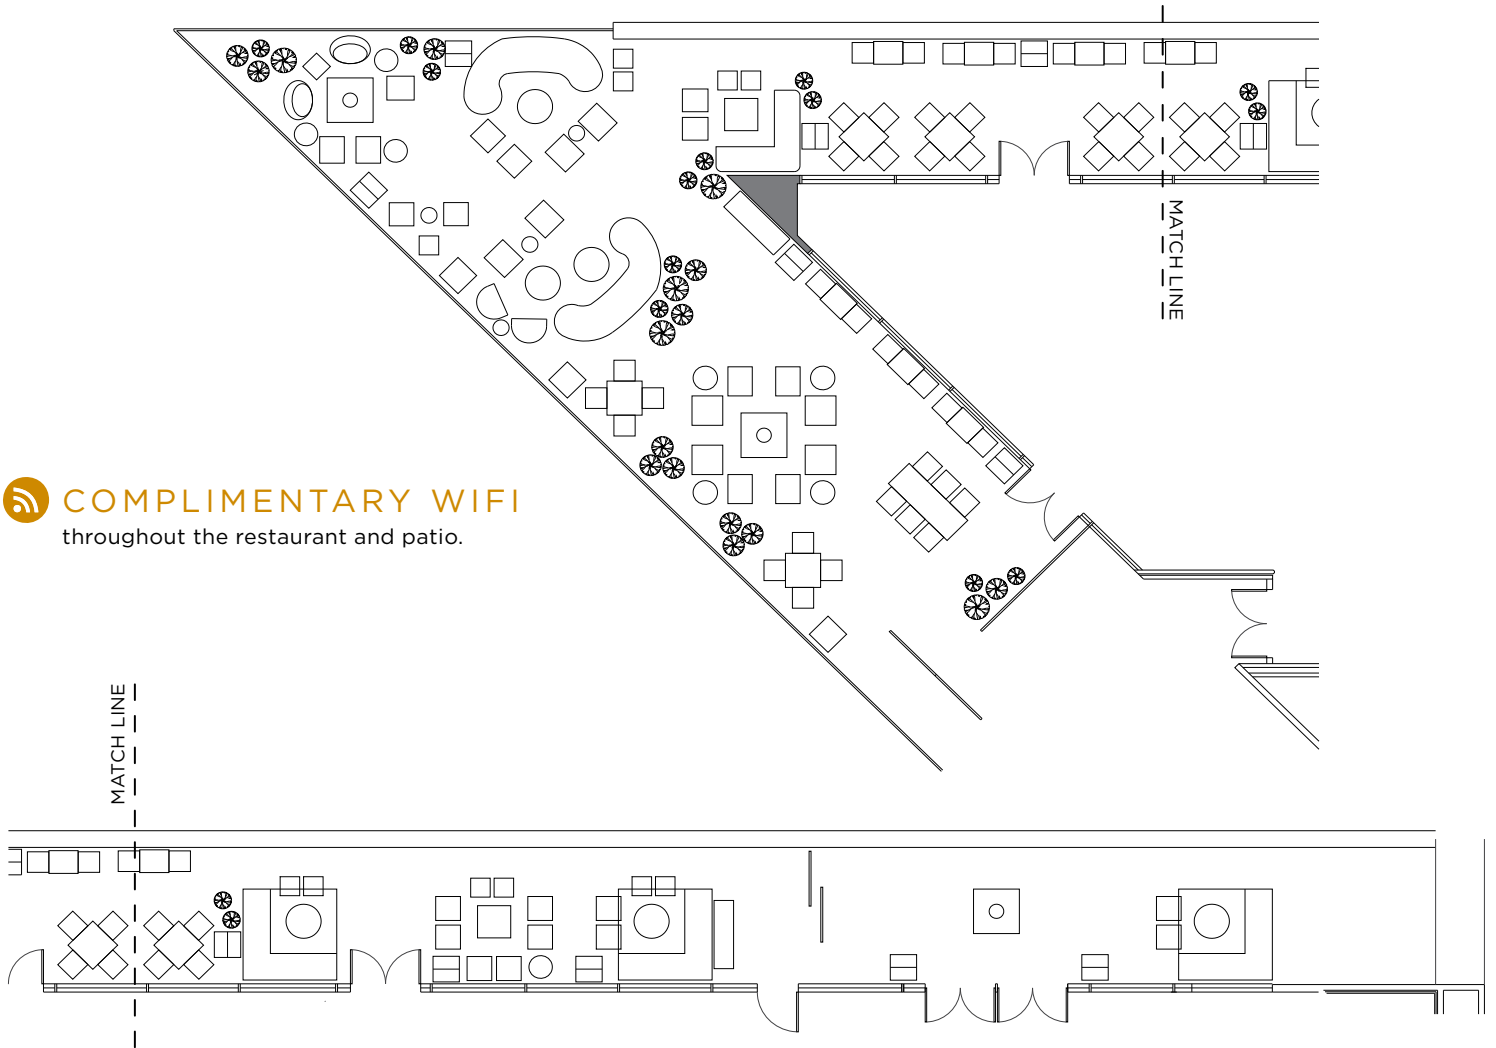 MATCH LINE
COMPLIMENTARY WIFI
throughout the restaurant and patio.
MATCH LINE